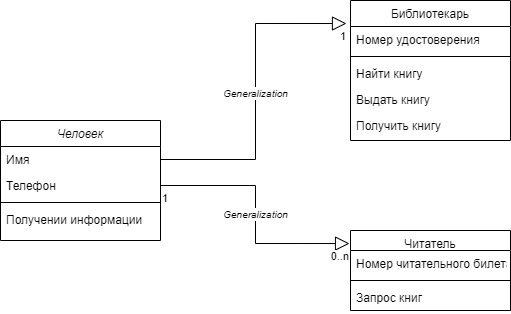 Библиотекарь
Номер удостоверения
1
Найти книгу
Выдать книгу
Получить книгу
Generalization
Человек
Имя
Телефон
1
Получении информации
Generalization
Читатель
0..n
Номер читательного билет
Запрос книг